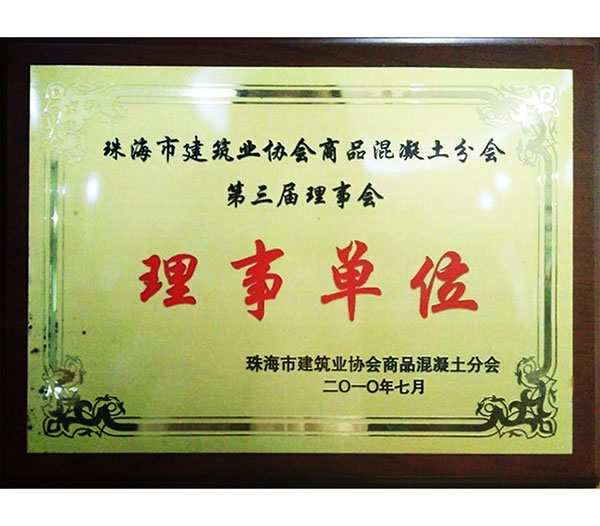 珠海市建筑业协会商品混凝土分会
第三届理事会
理事单位
珠海市建筑业协会商品混凝土分会
二〇一〇年七月